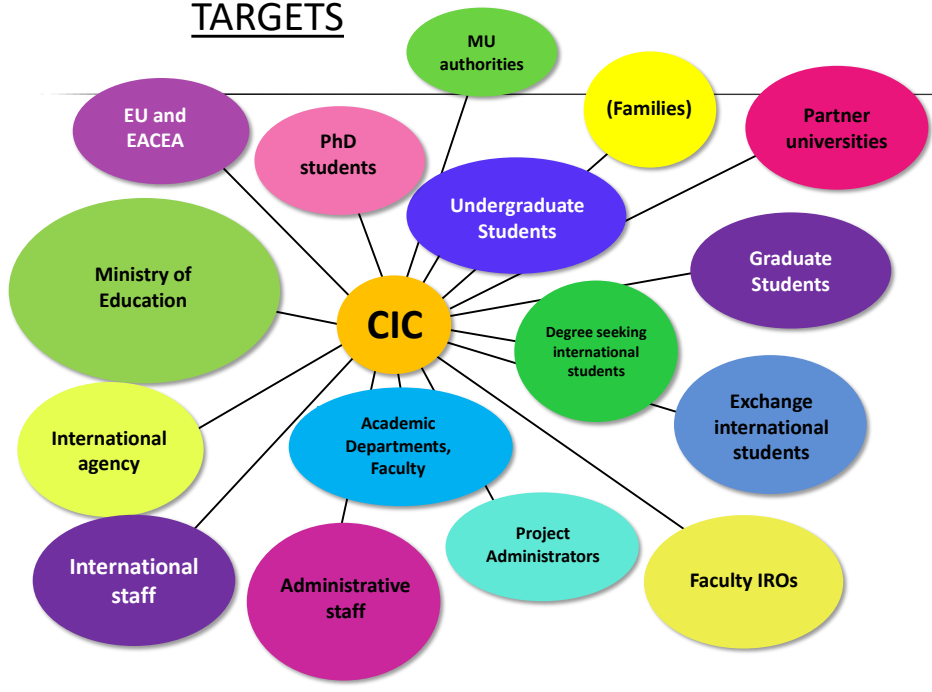 TARGETS
MU
authorities
EU and
EACEA
PhD
students
(Families)
Partner
universities
Undergraduate
Students
Ministry of
Education
Graduate
Students
CIC
Degree seeking
international
students
International
agency
Academic
Departments,
Faculty
Exchange
international
students
International
staff
Administrative
staff
Project
Administrators
Faculty IROs